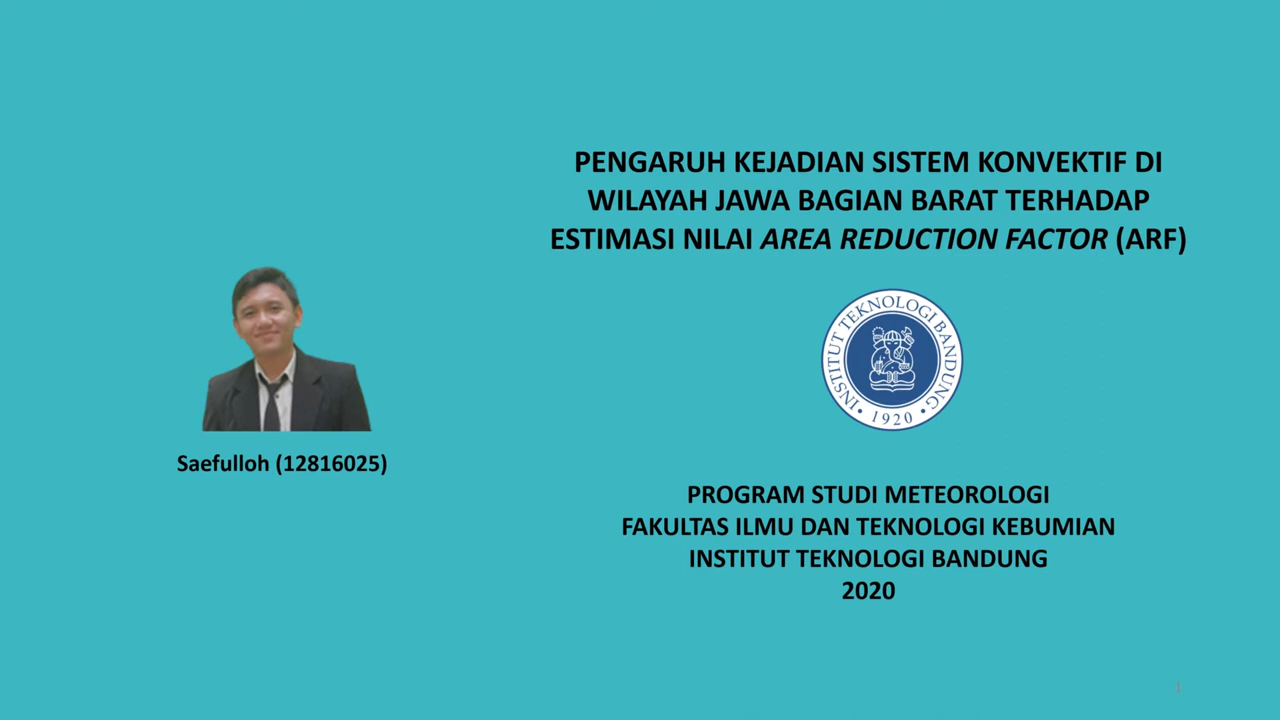 PENGARUH KEJADIAN SISTEM KONVEKTIF DI
WILAYAH JAWA BAGIAN BARAT TERHADAP
ESTIMASI NILAI AREA REDUCTION FACTOR (ARF)
INSTITUT TEKNOLOGI BANDUNG
1920
Saefulloh (12816025)
PROGRAM STUDI METEOROLOGI
FAKULTAS ILMU DAN TEKNOLOGI KEBUMIAN
INSTITUT TEKNOLOGI BANDUNG
2020
1